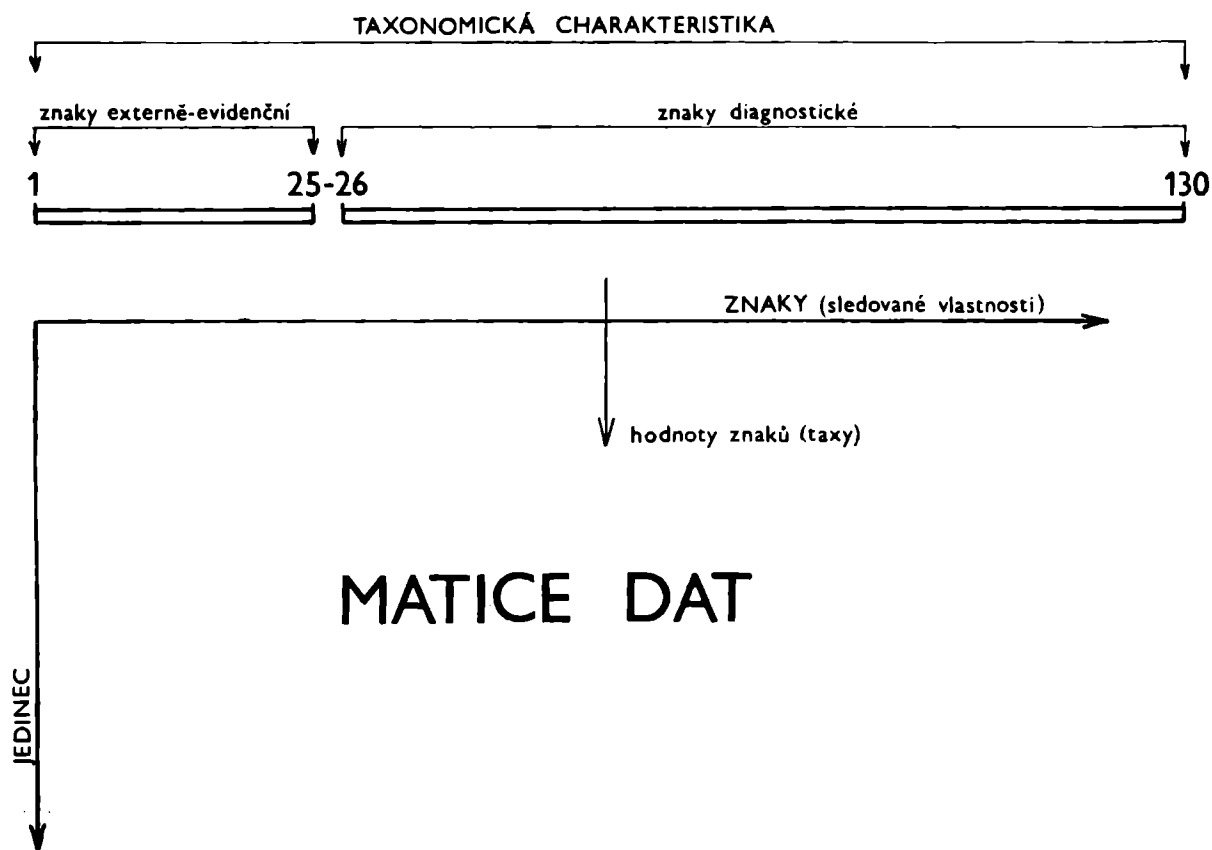 TAXONOMICKÁ CHARAKTERISTIKA
znaky externě-evidenční
znaky diagnostické
1
25-26
130
ZNAKY (sledované vlastnosti)
hodnoty znaků (taxy)
MATICE DAT
JEDINEC